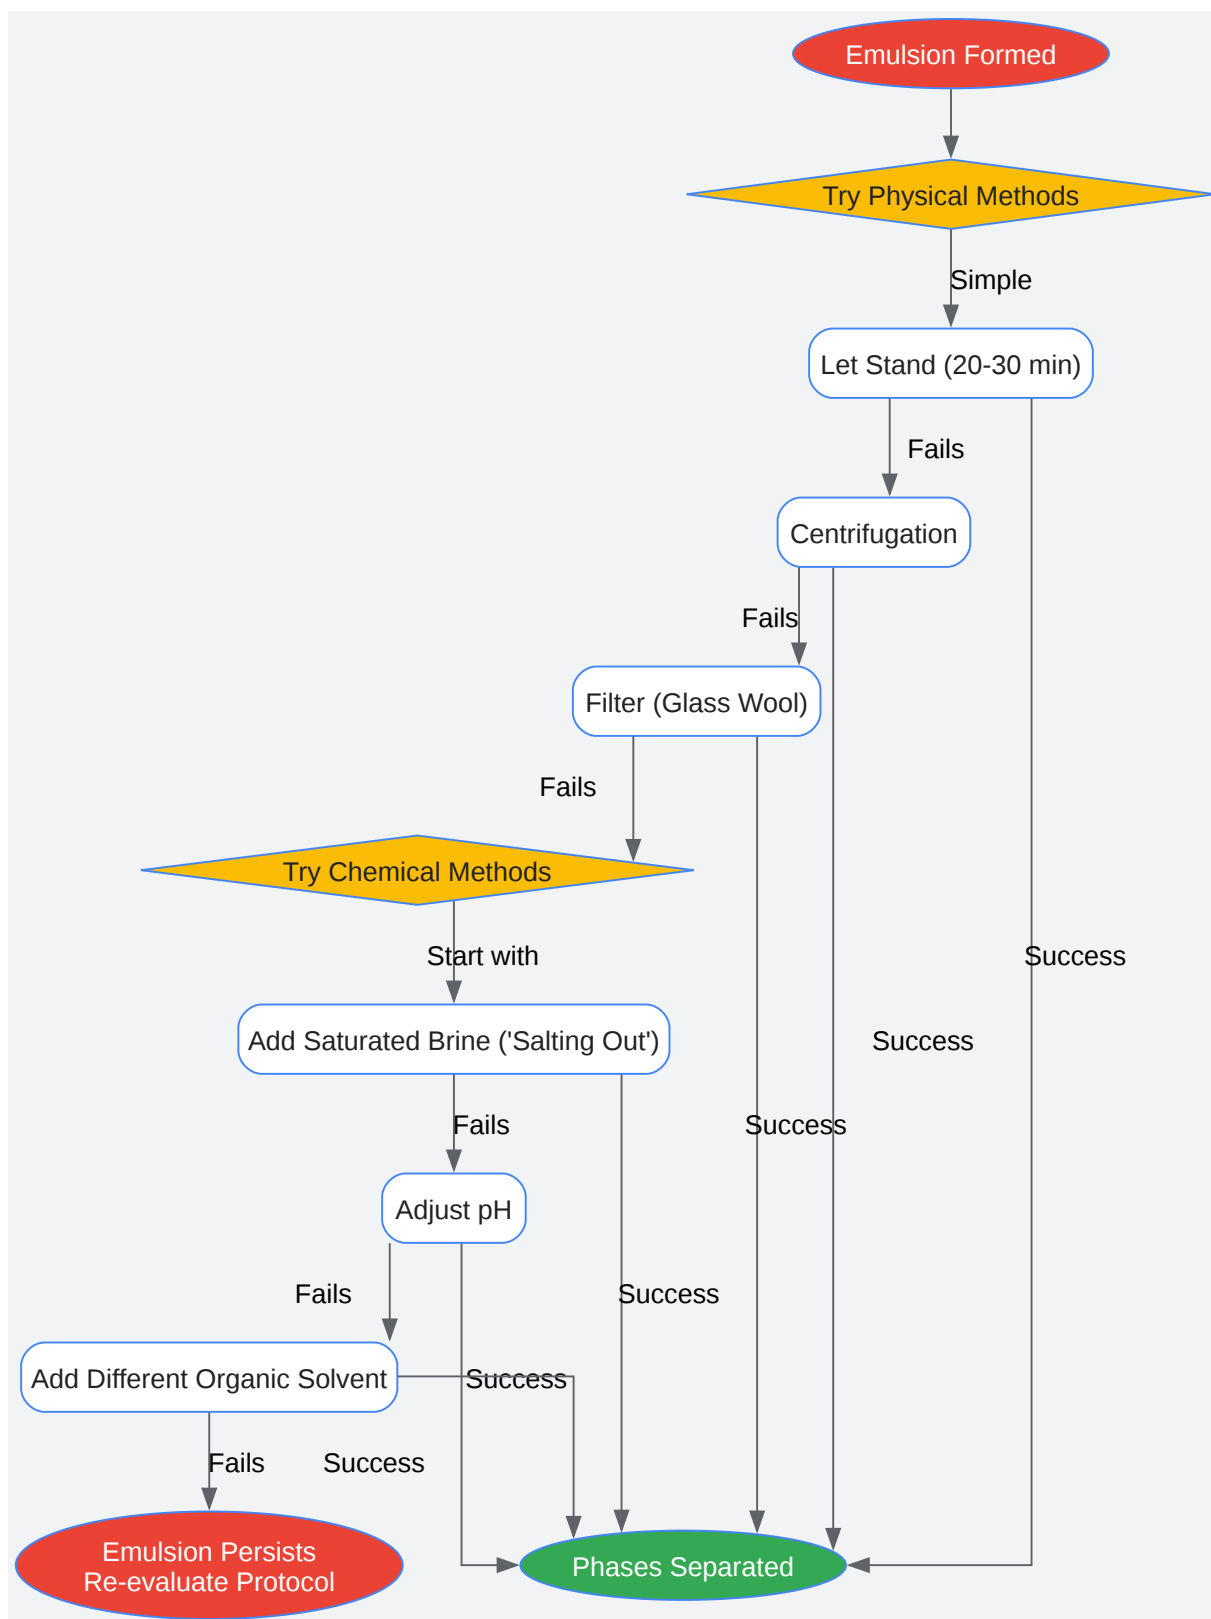 Emulsion Formed
Try Physical Methods
Simple
Let Stand (20-30 min)
Fails
Centrifugation
Fails
Filter (Glass Wool)
Fails
Try Chemical Methods
Start with
Success
Add Saturated Brine ('Salting Out')
Success
Fails
Success
Adjust pH
Fails
Success
Add Different Organic Solvent
Success
Fails
Success
Emulsion Persists
Re-evaluate Protocol
Phases Separated